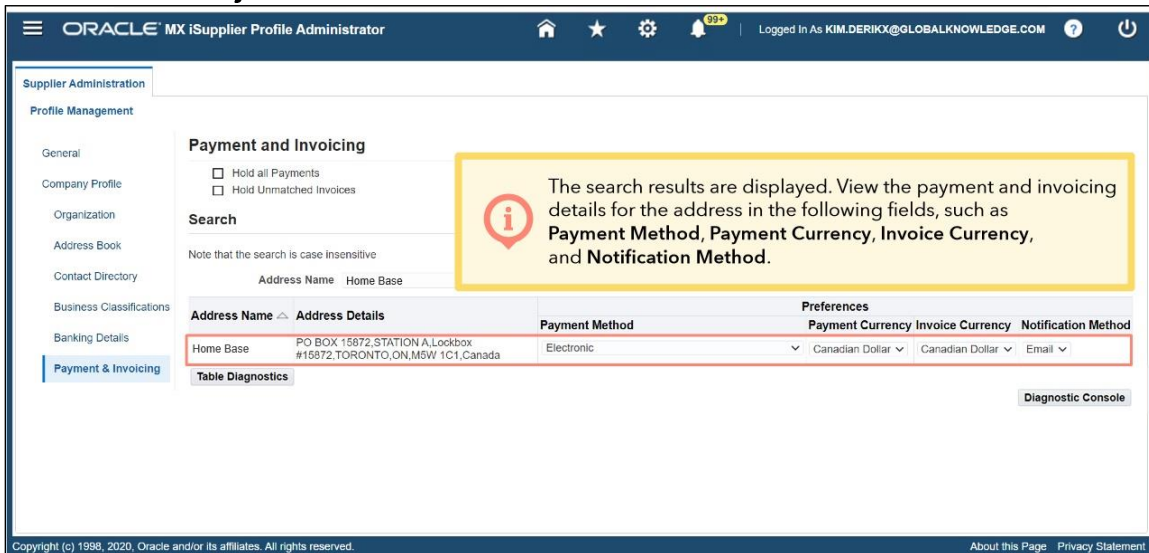 ORACLE MX iSupplier Profile Administrator
99+
Logged In As KIM.DERIKX@GLOBALKNOWLEDGE.COM
?
Supplier Administration
Profile Management
General
Company Profile
Organization
Address Book
Contact Directory
Business Classifications
Banking Details
Payment & Invoicing
Payment and Invoicing
Hold all Payments
Hold Unmatched Invoices
Search
Note that the search is case insensitive
Address Name Home Base
i
The search results are displayed. View the payment and invoicing
details for the address in the following fields, such as
Payment Method, Payment Currency, Invoice Currency,
and Notification Method.
Address Name Address Details
Preferences
Payment Method Payment Currency Invoice Currency Notification Method
Home Base
PO BOX 15872,STATION A,Lockbox
#15872,TORONTO,ON,M5W 1C1,Canada
Electronic Canadian Dollar Canadian Dollar Email
Table Diagnostics
Diagnostic Console
Copyright (c) 1998, 2020, Oracle and/or its affiliates. All rights reserved.
About this Page Privacy Statement